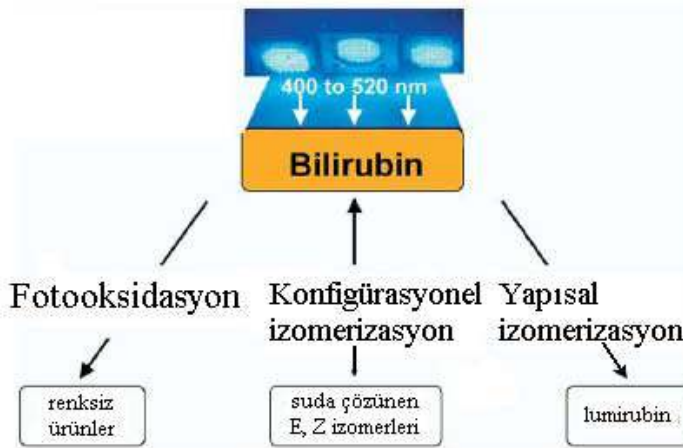 400 to 520 nm
Bilirubin
Fotooksidasyon
Konfigürasyonel
izomerizasyon
Yapısal
izomerizasyon
renksiz
ürünler
suda çözünen
E, Z izomerleri
lumirubin